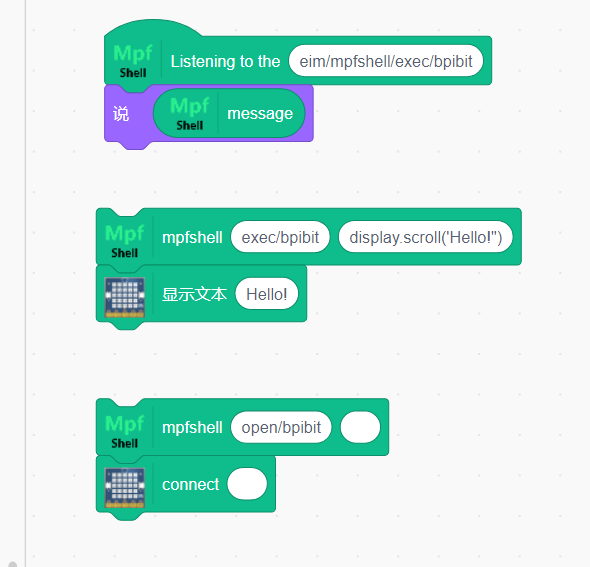 Mpf Shell Listening to the eim/mpfshell/exec/bpibit
说 Mpf Shell message
Mpf Shell mpfshell exec/bpibit display.scroll('Hello!")
显示文本 Hello!
Mpf Shell mpfshell open/bpibit
connect